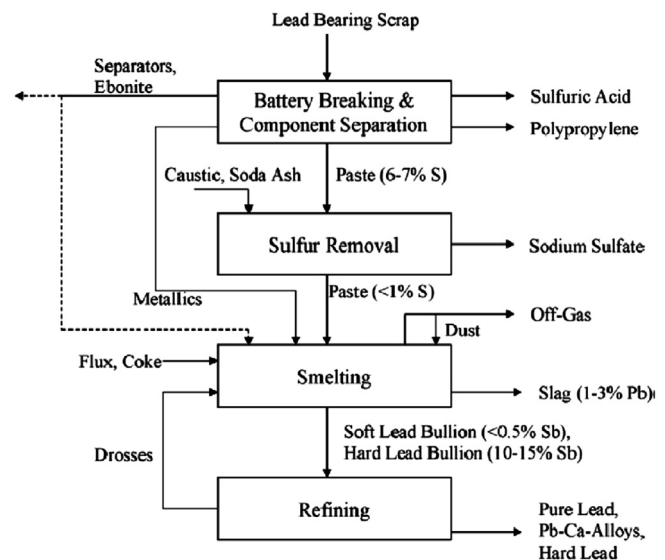 Lead Bearing Scrap
Separators,
Ebonite
Battery Breaking &
Component Separation
Sulfuric Acid
Polypropylene
Caustic, Soda Ash
Paste (6-7% S)
Sulfur Removal
Sodium Sulfate
Metallics
Paste (<1% S)
Off-Gas
Dust
Flux, Coke
Smelting
Slag (1-3% Pb)
Soft Lead Bullion (<0.5% Sb),
Hard Lead Bullion (10-15% Sb)
Drosses
Refining
Pure Lead,
Pb-Ca-Alloys,
Hard Lead